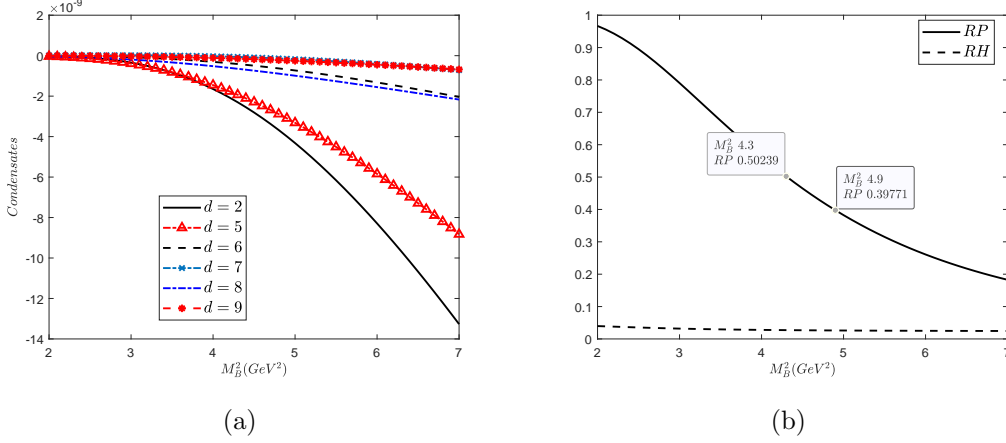 2 ×10^-9
0
-2
-4
-6
-8
-10
-12
-14
Condensates
d = 2
d = 5
d = 6
d = 7
d = 8
d = 9
2 3 4 5 6 7
M_B^2(GeV^2)
(a)
1
0.9
0.8
0.7
0.6
0.5
0.4
0.3
0.2
0.1
0
RP
RH
M_B^2 4.3
RP 0.50239
M_B^2 4.9
RP 0.39771
2 3 4 5 6 7
M_B^2(GeV^2)
(b)